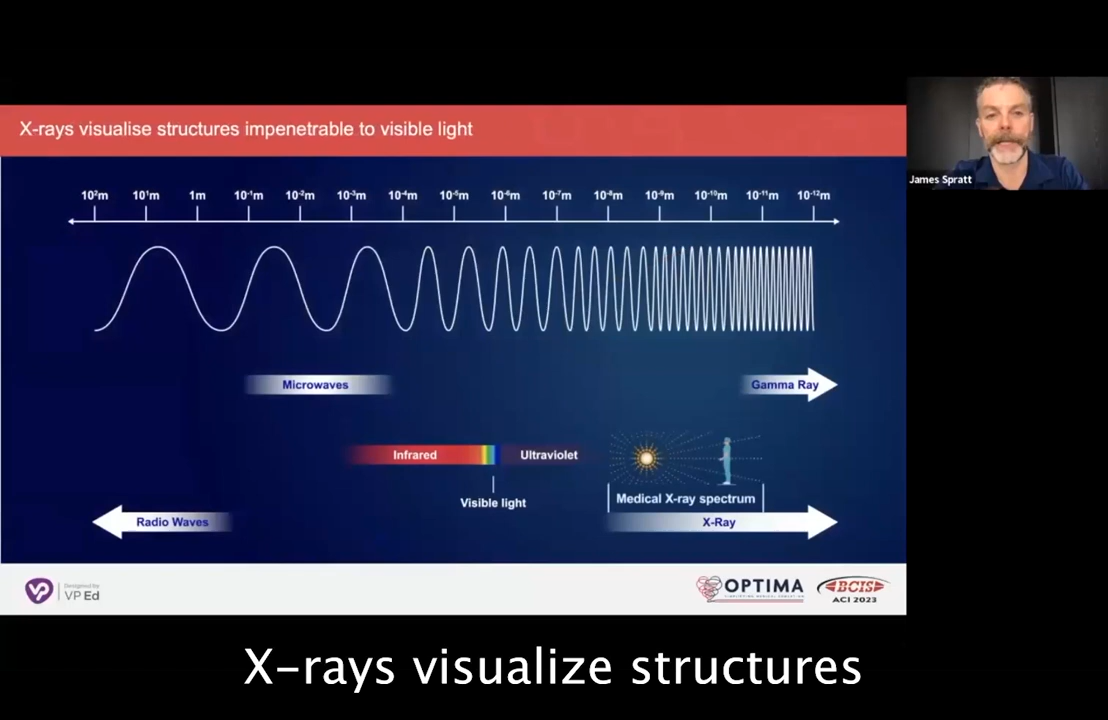 X-rays visualise structures impenetrable to visible light
James Spratt
10²m 10¹m 1m 10⁻¹m 10⁻²m 10⁻³m 10⁻⁴m 10⁻⁵m 10⁻⁶m 10⁻⁷m 10⁻⁸m 10⁻⁹m 10⁻¹⁰m 10⁻¹¹m 10⁻¹²m
Microwaves
Gamma Ray
Infrared
Ultraviolet
Visible light
Medical X-ray spectrum
Radio Waves
X-Ray
VP
Designed by
VP Ed
OPTIMA
BCIS
ACI 2023
X-rays visualize structures